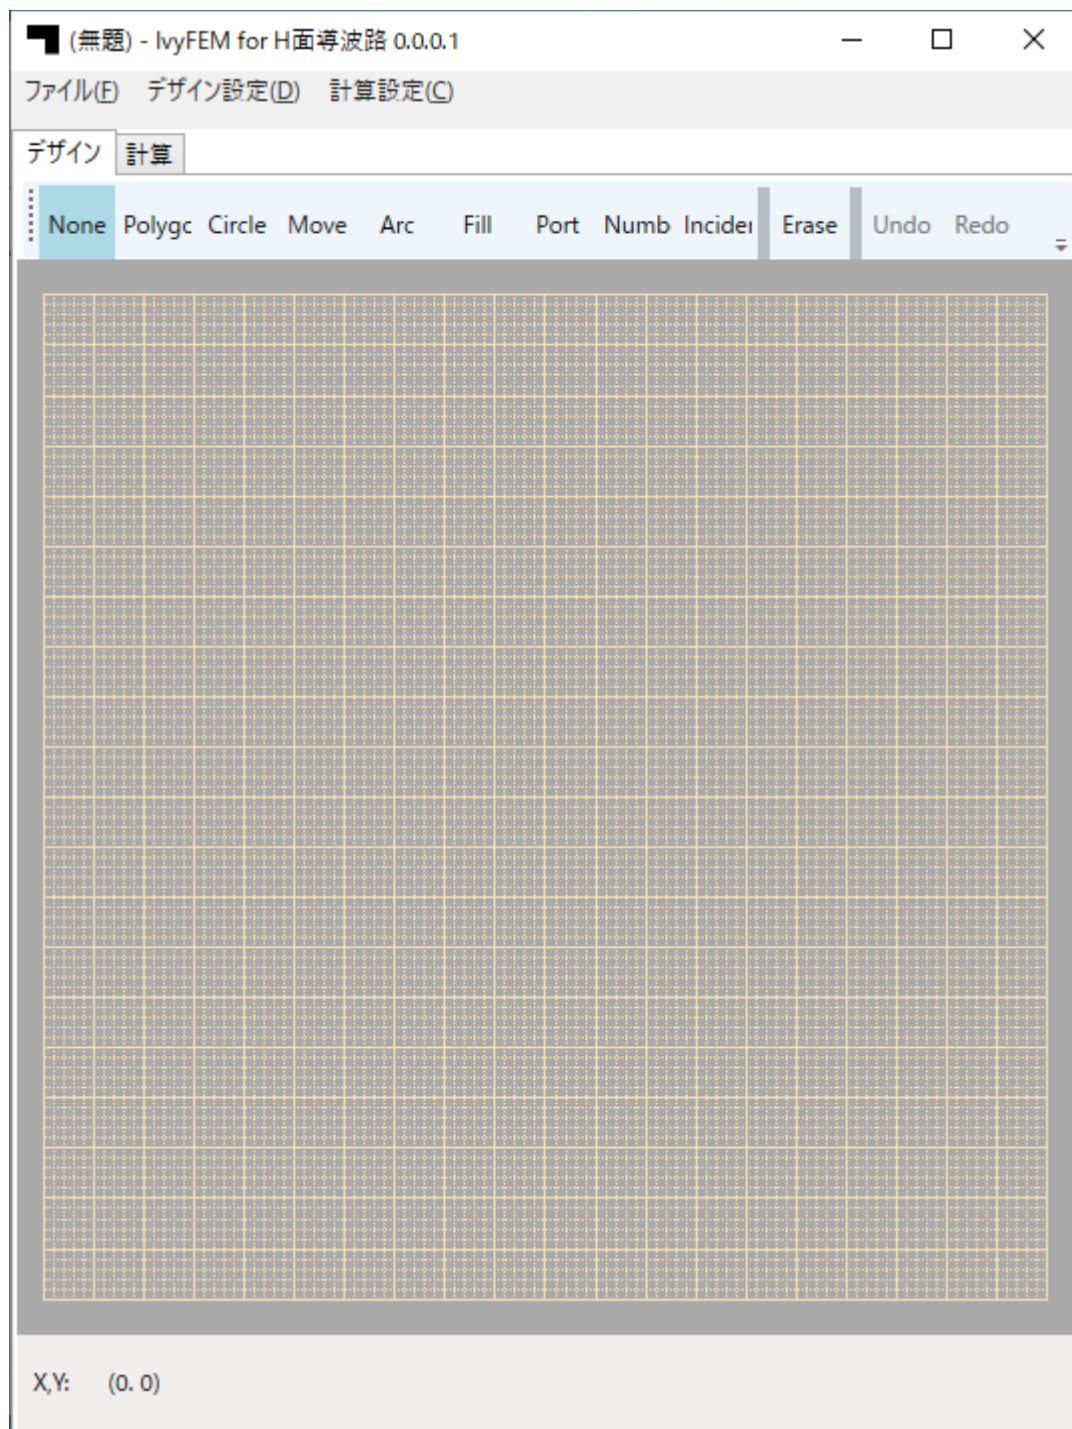 (無題) - IvyFEM for H面導波路 0.0.0.1
ファイル(F) デザイン設定(D) 計算設定(C)
デザイン 計算
None Polygc Circle Move Arc Fill Port Numb Incider Erase Undo Redo
X,Y: (0. 0)